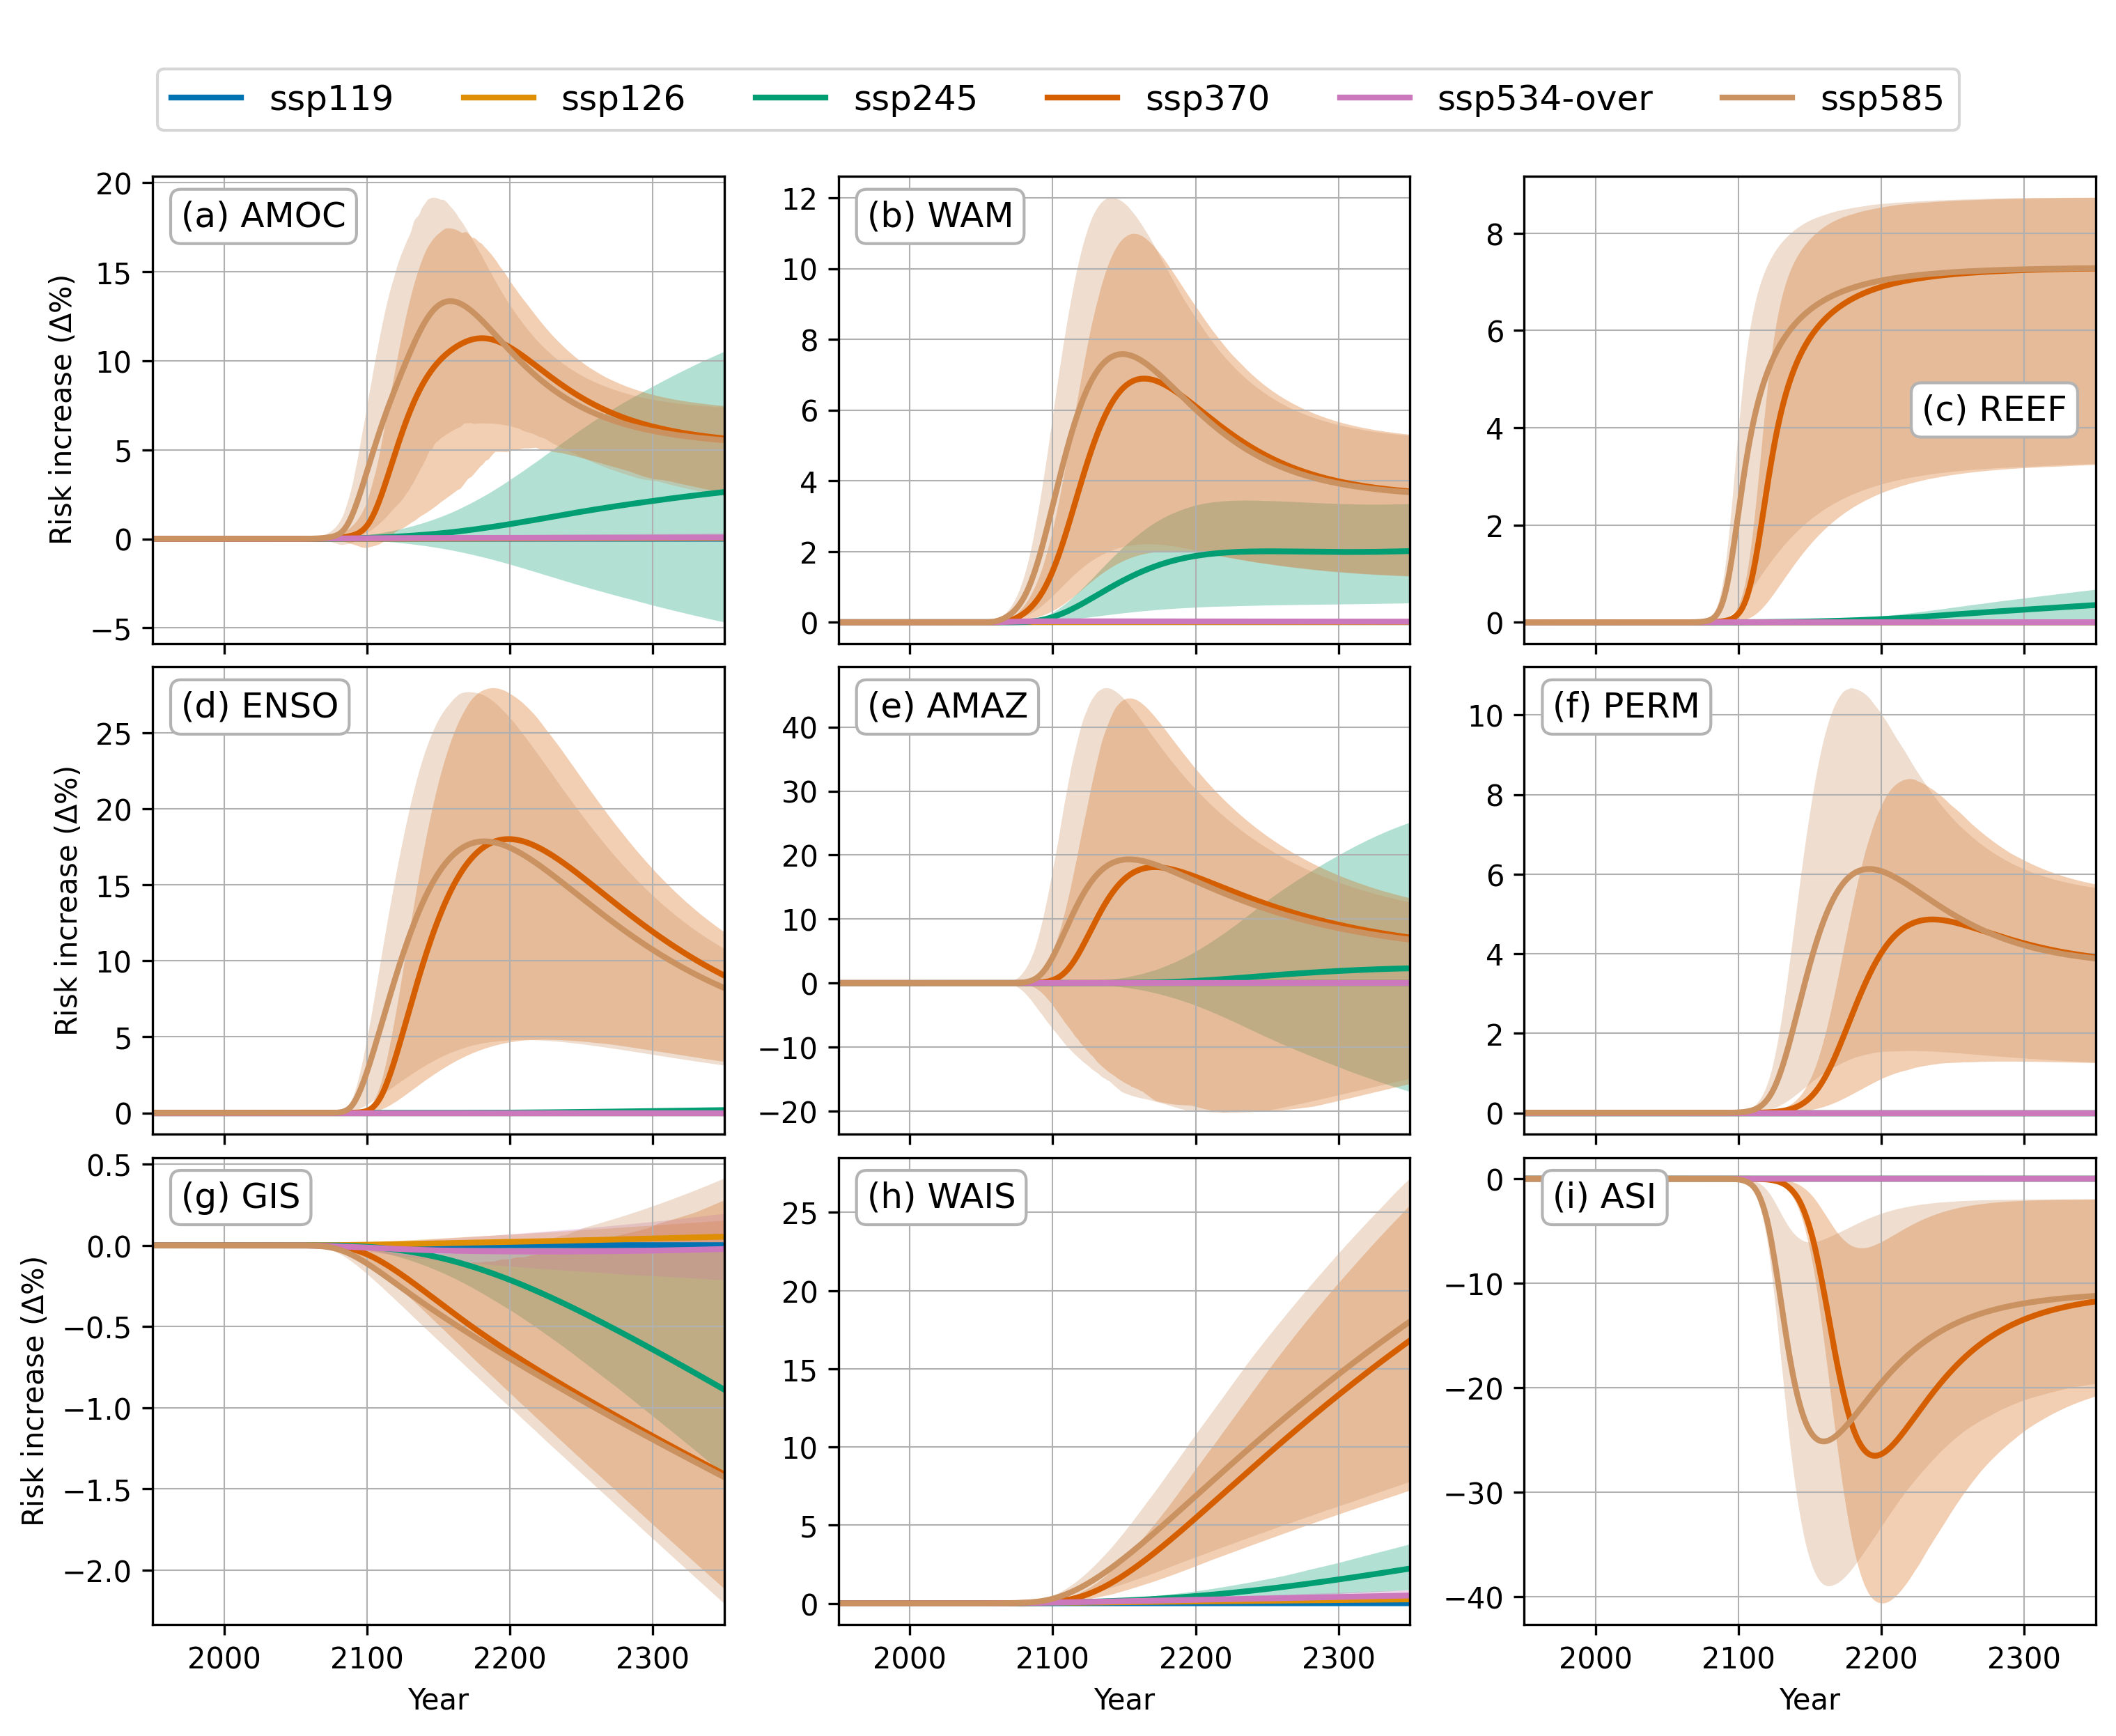 ssp119 ssp126 ssp245 ssp370 ssp534-over ssp585
(a) AMOC
Risk increase (Δ%)
20
15
10
5
0
−5
(b) WAM
12
10
8
6
4
2
0
(c) REEF
8
6
4
2
0
(d) ENSO
Risk increase (Δ%)
25
20
15
10
5
0
(e) AMAZ
40
30
20
10
0
−10
−20
(f) PERM
10
8
6
4
2
0
(g) GIS
Risk increase (Δ%)
0.5
0.0
−0.5
−1.0
−1.5
−2.0
2000 2100 2200 2300
Year
(h) WAIS
25
20
15
10
5
0
2000 2100 2200 2300
Year
(i) ASI
0
−10
−20
−30
−40
2000 2100 2200 2300
Year